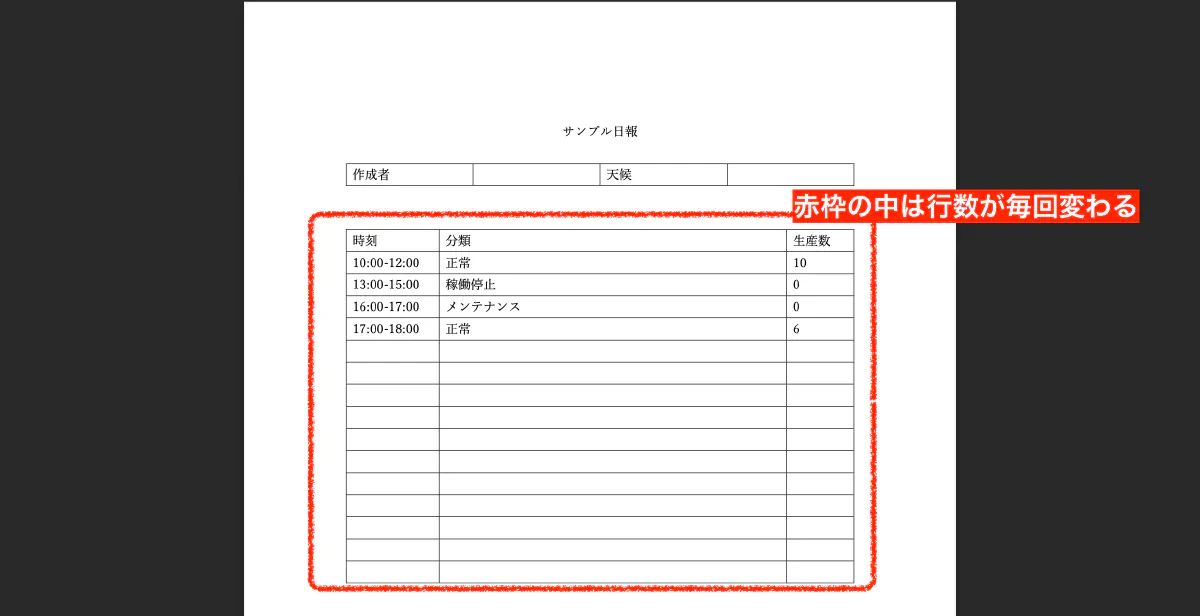 サンプル日報
作成者 天候
赤枠の中は行数が毎回変わる
時刻 分類 生産数
10:00-12:00 正常 10
13:00-15:00 稼働停止 0
16:00-17:00 メンテナンス 0
17:00-18:00 正常 6